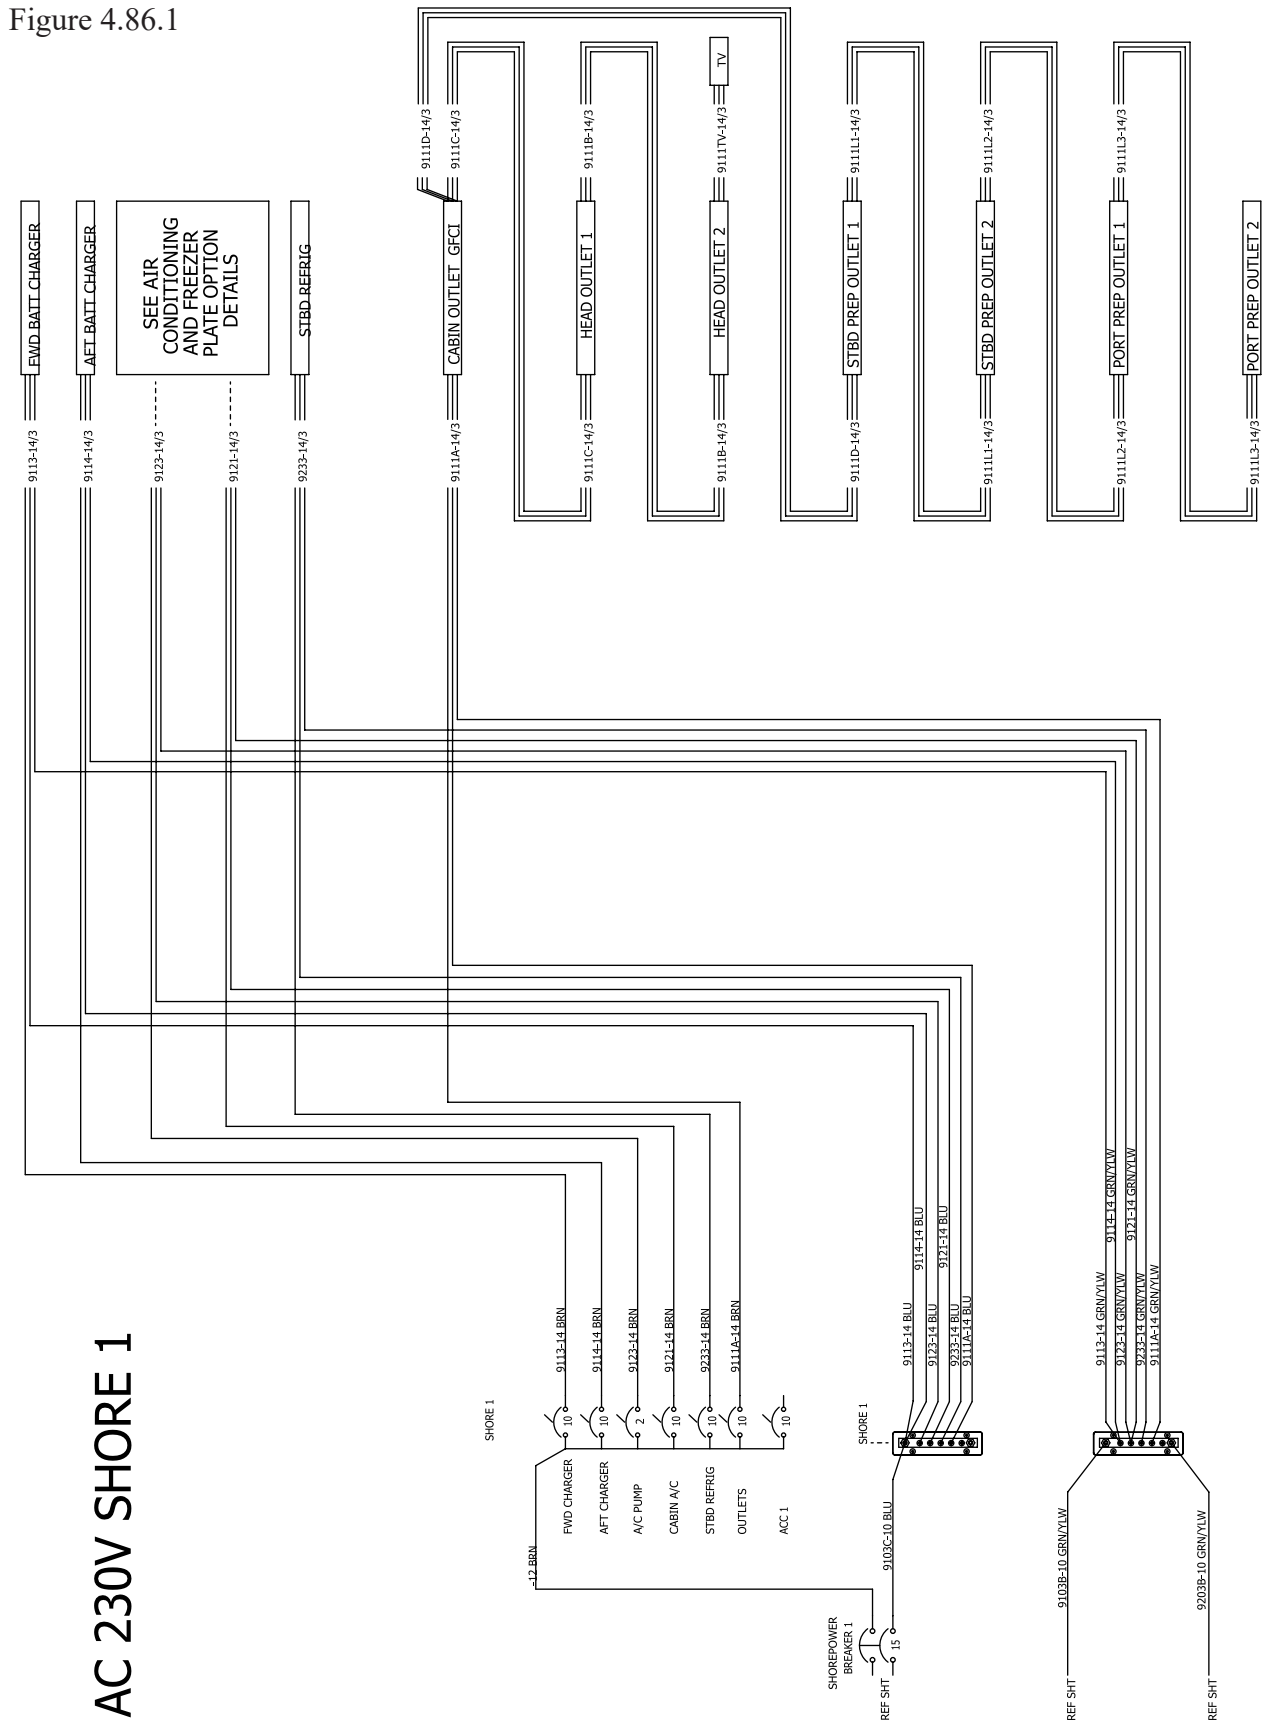 Figure 4.86.1
AC 230V SHORE 1
FWD BATT CHARGER
AFT BATT CHARGER
SEE AIR
CONDITIONING
AND FREEZER
PLATE OPTION
DETAILS
STBD REFRIG
CABIN OUTLET GFCI
HEAD OUTLET 1
HEAD OUTLET 2
STBD PREP OUTLET 1
STBD PREP OUTLET 2
PORT PREP OUTLET 1
PORT PREP OUTLET 2
TV
9111D-14/3
9111C-14/3
9111B-14/3
9111TV-14/3
9111L1-14/3
9111L2-14/3
9111L3-14/3
9113-14/3
9114-14/3
9123-14/3
9121-14/3
9233-14/3
9111A-14/3
9111C-14/3
9111B-14/3
9111D-14/3
9111L1-14/3
9111L2-14/3
9111L3-14/3
9113-14 BRN
9114-14 BRN
9123-14 BRN
9121-14 BRN
9233-14 BRN
9111A-14 BRN
SHORE 1
10
10
2
10
10
10
10
FWD CHARGER
AFT CHARGER
A/C PUMP
CABIN A/C
STBD REFRIG
OUTLETS
ACC 1
-12 BRN
9113-14 BLU
9114-14 BLU
9123-14 BLU
9121-14 BLU
9233-14 BLU
9111A-14 BLU
SHORE 1
9103C-10 BLU
SHOREPOWER
BREAKER 1
15
REF SHT
9113-14 GRN/YLW
9114-14 GRN/YLW
9123-14 GRN/YLW
9121-14 GRN/YLW
9233-14 GRN/YLW
9111A-14 GRN/YLW
9103B-10 GRN/YLW
9203B-10 GRN/YLW
REF SHT
REF SHT